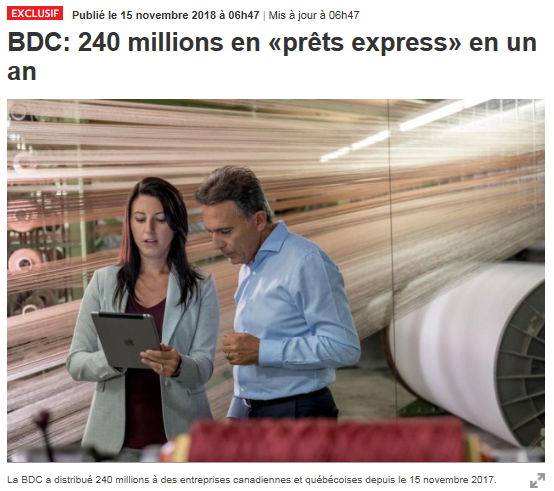 EXCLUSIF Publié le 15 novembre 2018 à 06h47 | Mis à jour à 06h47
BDC: 240 millions en «prêts express» en un
an
La BDC a distribué 240 millions à des entreprises canadiennes et québécoises depuis le 15 novembre 2017.